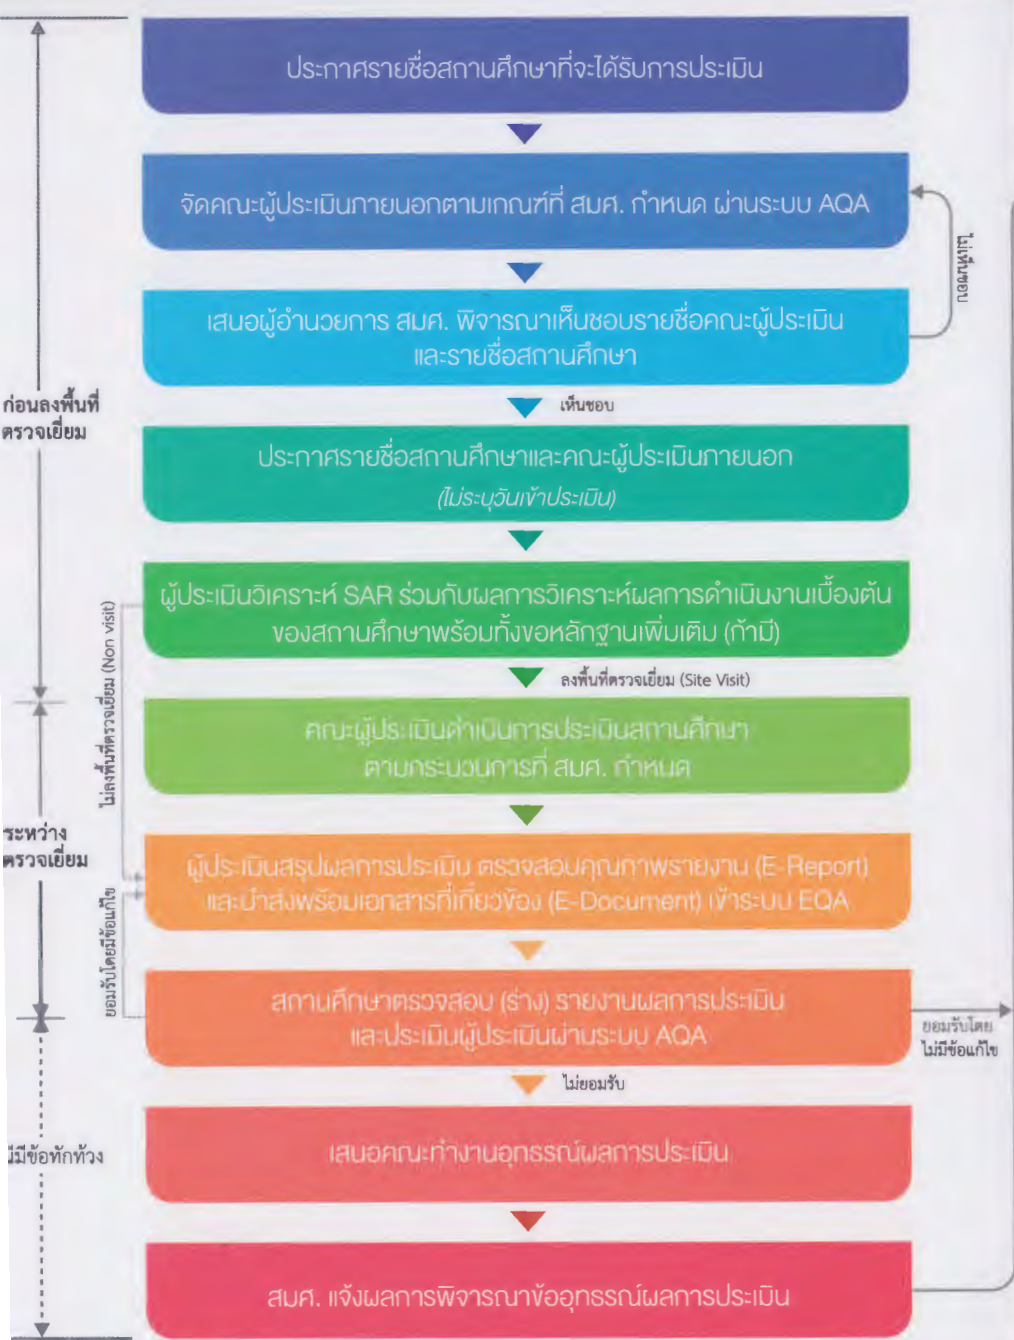 ประกาศรายชื่อสถานศึกษาที่จะได้รับการประเมิน
จัดคณะผู้ประเมินภายนอกตามเกณฑ์ที่ สมศ. กำหนด ผ่านระบบ AQA
ไม่เห็นชอบ
เสนอผู้อำนวยการ สมศ. พิจารณาเห็นชอบรายชื่อคณะผู้ประเมิน
และรายชื่อสถานศึกษา
ก่อนลงพื้นที่
ตรวจเยี่ยม
เห็นชอบ
ประกาศรายชื่อสถานศึกษาและคณะผู้ประเมินภายนอก
(ไม่ระบุวันเข้าประเมิน)
ผู้ประเมินวิเคราะห์ SAR ร่วมกับผลการวิเคราะห์ผลการดำเนินงานเบื้องต้น
ของสถานศึกษาพร้อมทั้งขอหลักฐานเพิ่มเติม (ถ้ามี)
ไม่ลงพื้นที่ตรวจเยี่ยม (Non visit)
ลงพื้นที่ตรวจเยี่ยม (Site Visit)
คณะผู้ประเมินดำเนินการประเมินสถานศึกษา
ตามกระบวนการที่ สมศ. กำหนด
ระหว่าง
ตรวจเยี่ยม
ผู้ประเมินสรุปผลการประเมิน ตรวจสอบคุณภาพรายงาน (E-Report)
และนำส่งพร้อมเอกสารที่เกี่ยวข้อง (E-Document) เข้าระบบ EQA
ยอมรับโดยมีข้อแก้ไข
สถานศึกษาตรวจสอบ (ร่าง) รายงานผลการประเมิน
และประเมินผู้ประเมินผ่านระบบ AQA
ยอมรับโดย
ไม่มีข้อแก้ไข
ไม่ยอมรับ
มีข้อทักท้วง
เสนอคณะทำงานอุทธรณ์ผลการประเมิน
สมศ. แจ้งผลการพิจารณาข้ออุทธรณ์ผลการประเมิน